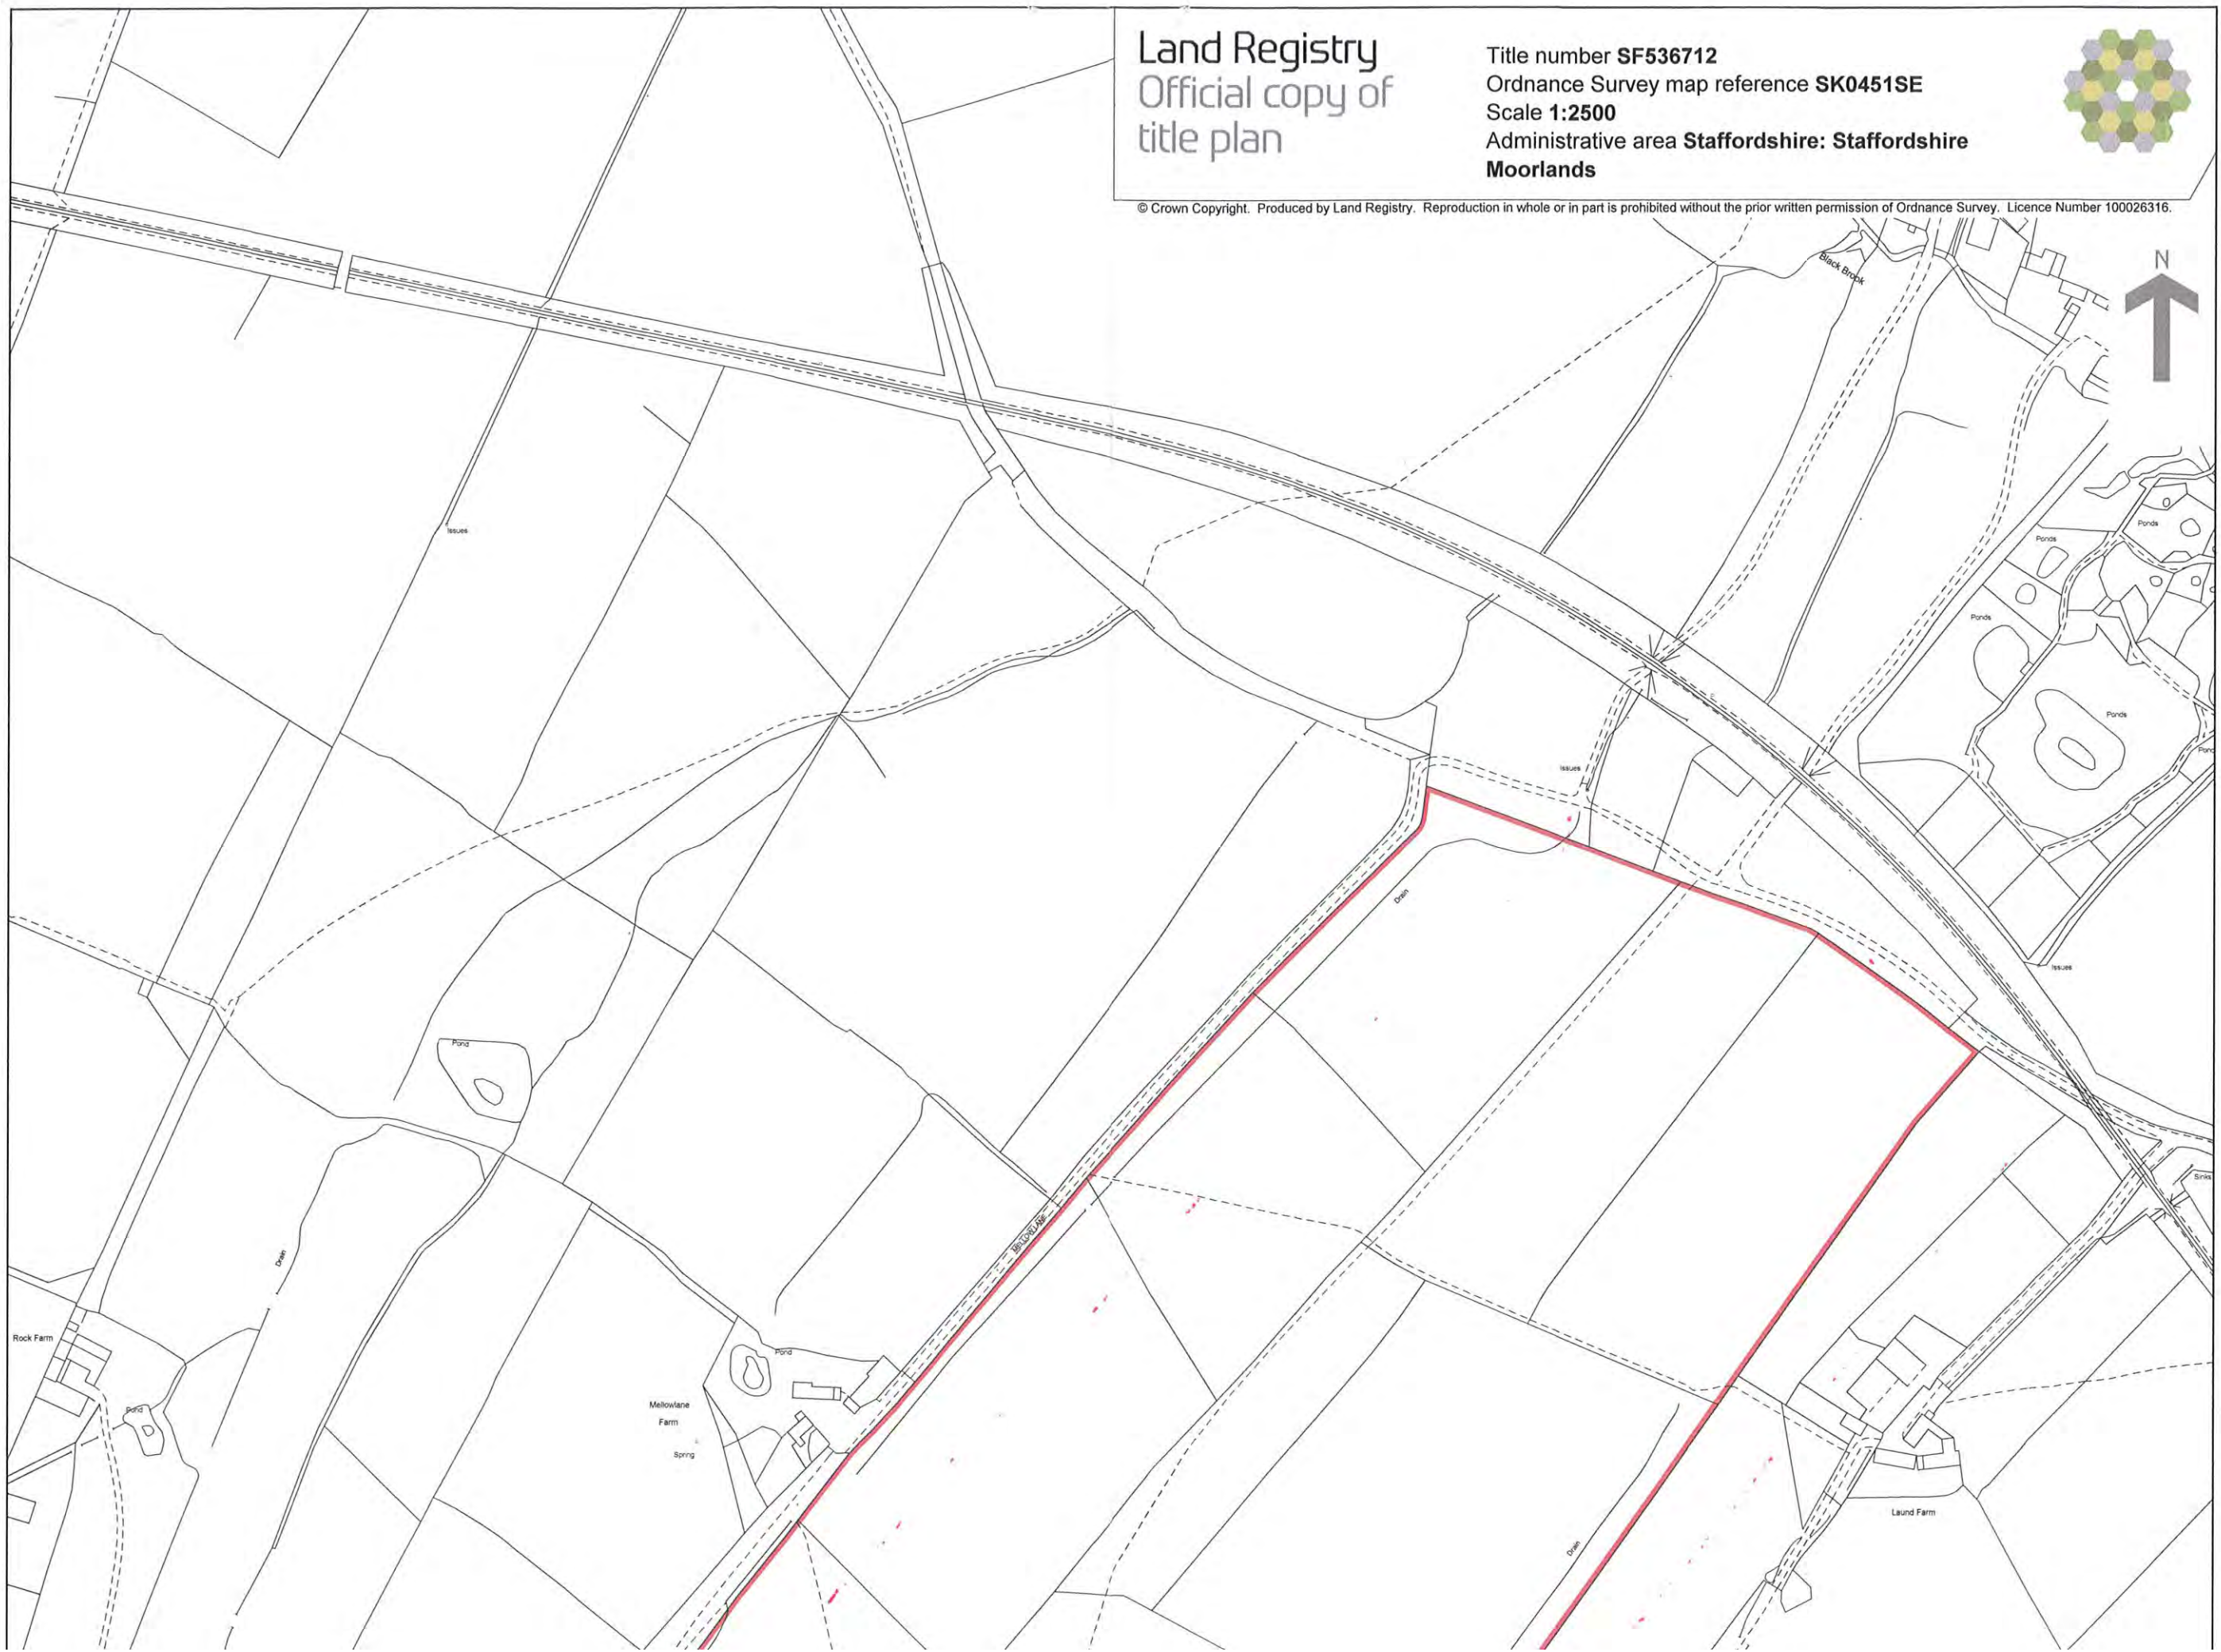 Land Registry
Official copy of
title plan
Title number SF536712
Ordnance Survey map reference SK0451SE
Scale 1:2500
Administrative area Staffordshire: Staffordshire
Moorlands
© Crown Copyright. Produced by Land Registry. Reproduction in whole or in part is prohibited without the prior written permission of Ordnance Survey. Licence Number 100026316.
N
Black Brook
Issues
Ponds
Ponds
Ponds
Ponds
Pond
Issues
Drain
Issues
Pond
Sinks
LANE
Drain
Rock Farm
Pond
Pond
Mellowlane
Farm
Spring
Laund Farm
Drain